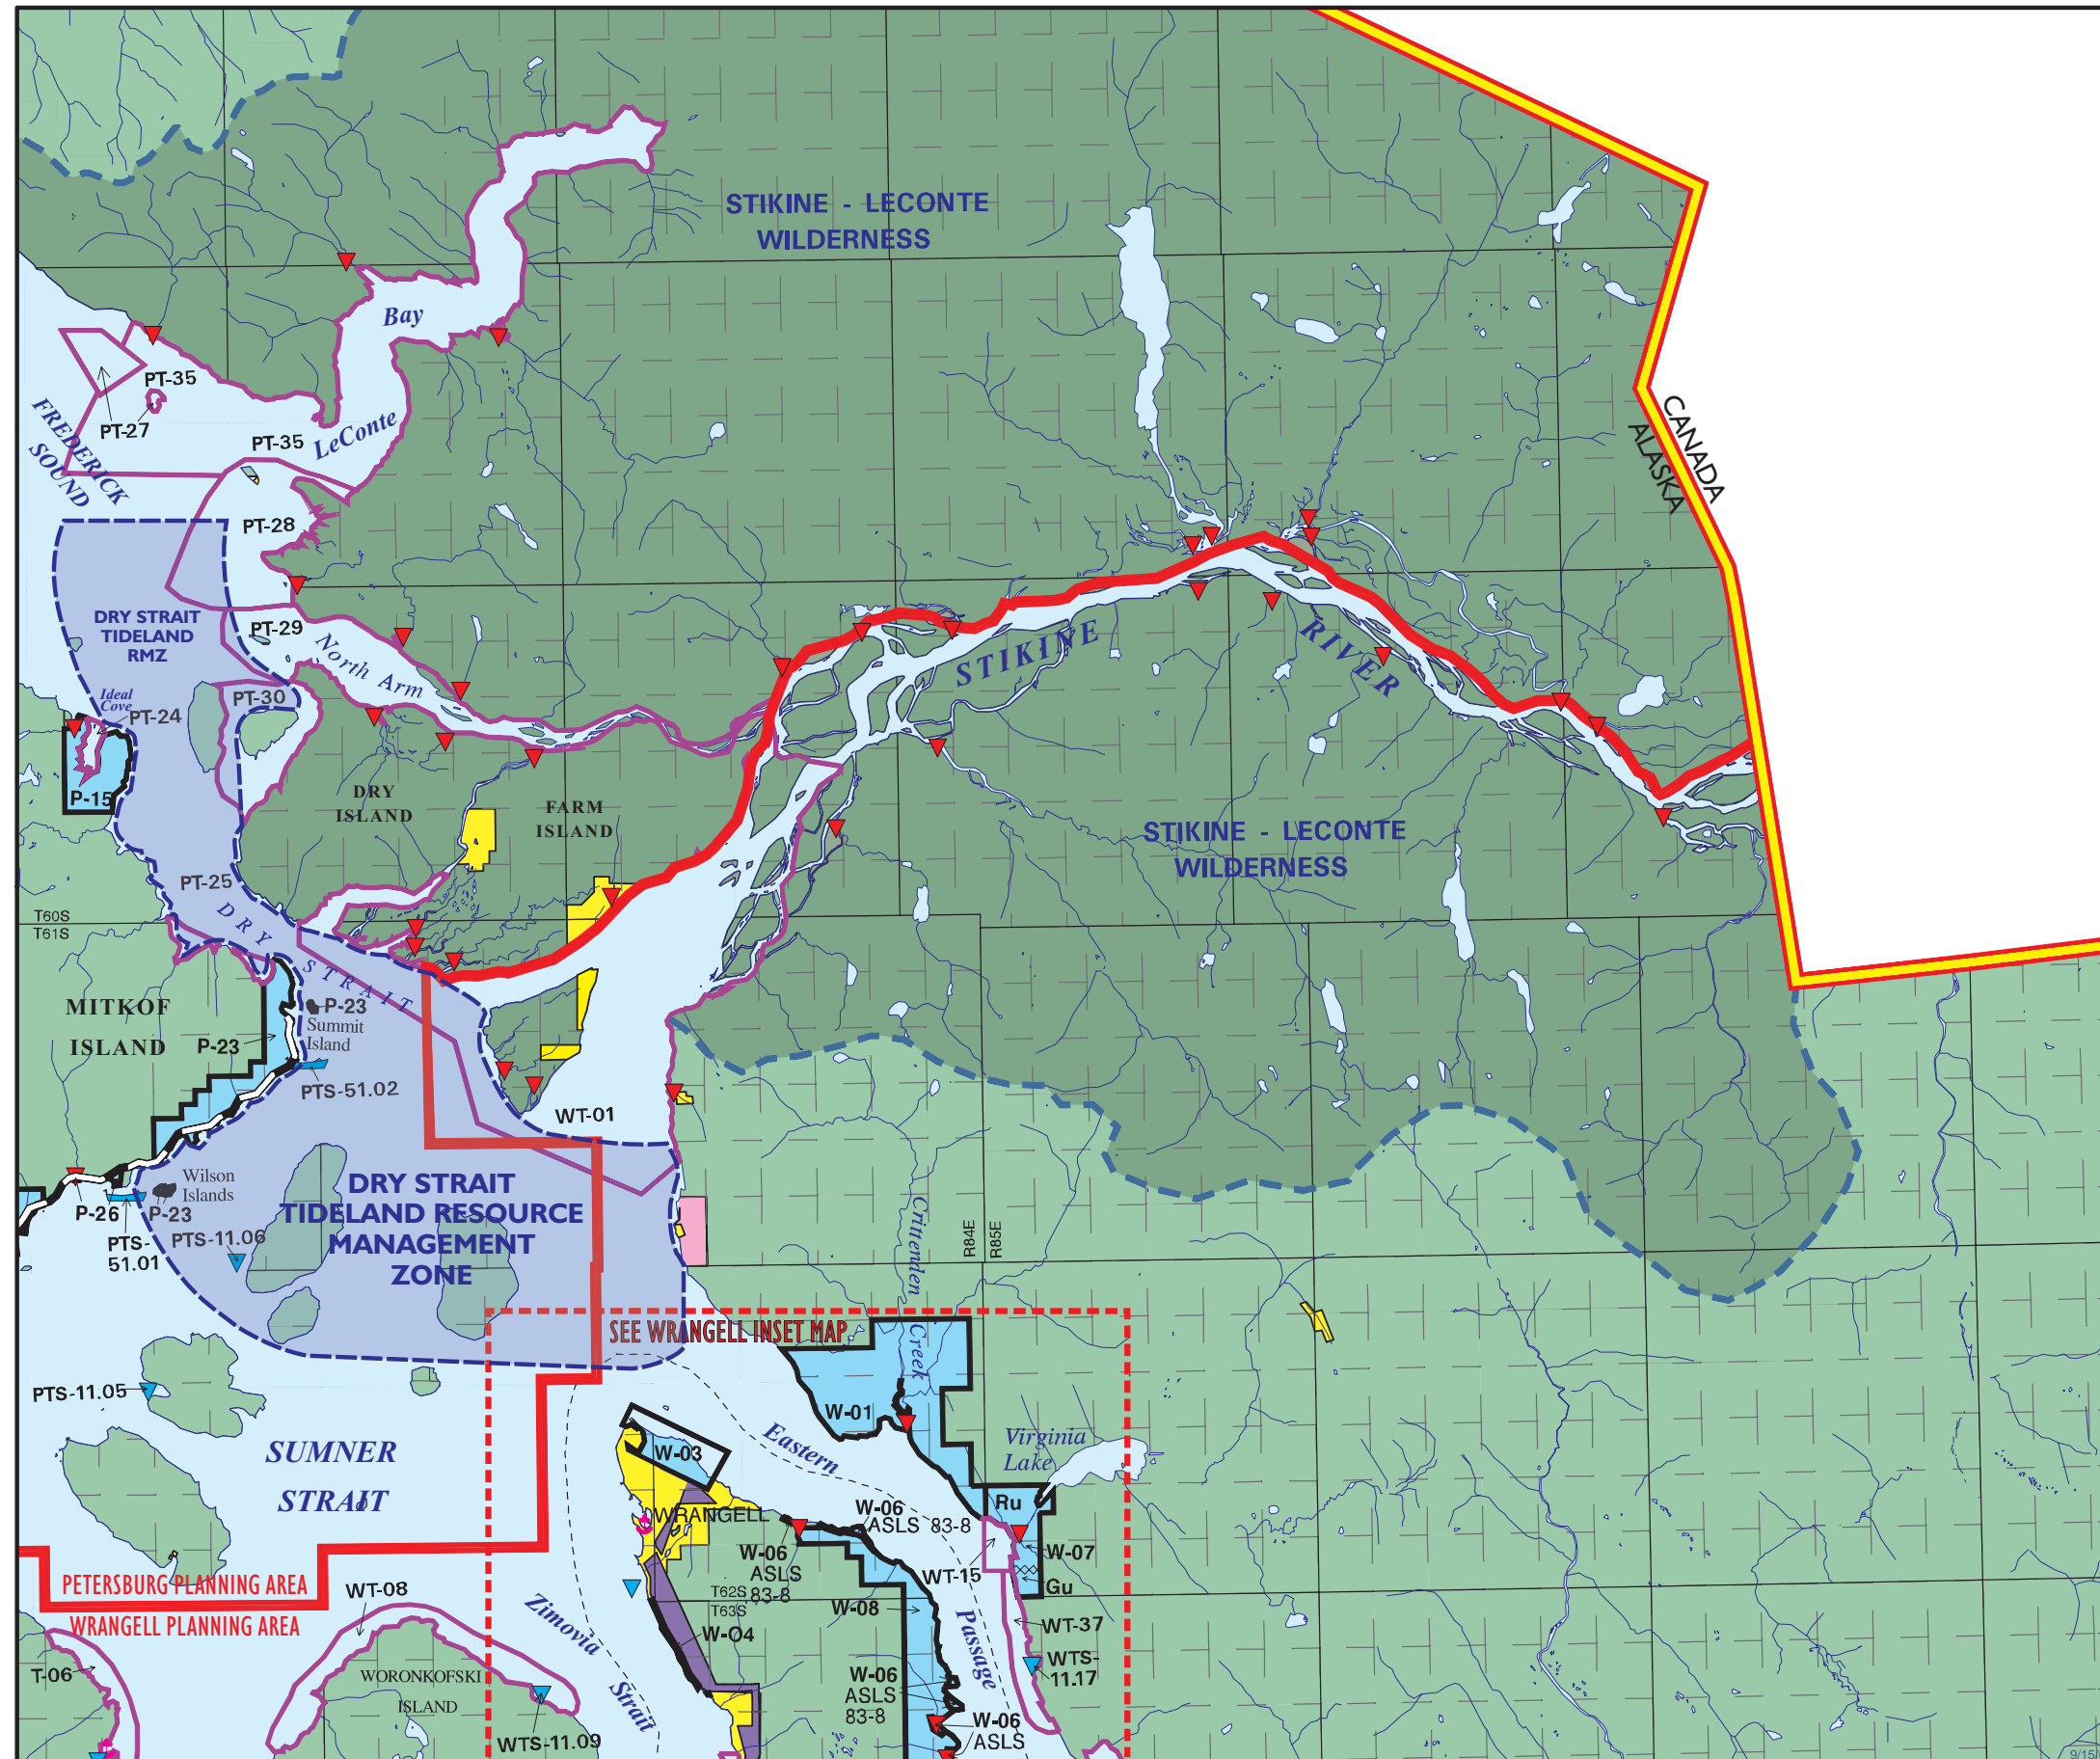 STIKINE - LECONTE
WILDERNESS
Bay
PT-35
PT-27
FREDERICK
SOUND
PT-35
LeConte
CANADA
ALASKA
PT-28
DRY STRAIT
TIDELAND
RMZ
PT-29
North Arm
STIKINE
RIVER
Ideal
Cove
PT-24
PT-30
P-15
DRY
ISLAND
FARM
ISLAND
STIKINE - LECONTE
WILDERNESS
PT-25
T60S
T61S
DRY STRAIT
MITKOF
ISLAND
P-23
Summit
Island
P-23
PTS-51.02
WT-01
Wilson
Islands
P-26
P-23
PTS-
51.01
PTS-11.06
DRY STRAIT
TIDELAND RESOURCE
MANAGEMENT
ZONE
Crittenden
Creek
R84E
R85E
SEE WRANGELL INSET MAP
PTS-11.05
W-01
SUMNER
STRAIT
Eastern
Passage
Virginia
Lake
W-03
WRANGELL
Ru
W-06
ASLS 83-8
W-06
ASLS
83-8
W-07
WT-15
Gu
T62S
T63S
W-08
PETERSBURG PLANNING AREA
WRANGELL PLANNING AREA
WT-08
Zimovia
Strait
W-04
WT-37
WTS-
11.17
T-06
WORONKOFSKI
ISLAND
W-06
ASLS
83-8
W-06
ASLS
WTS-11.09